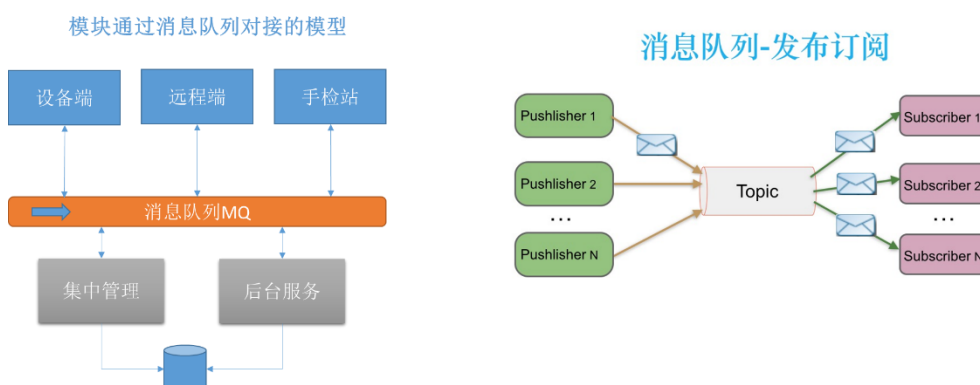 模块通过消息队列对接的模型
设备端
远程端
手检站
消息队列MQ
集中管理
后台服务
消息队列-发布订阅
Pushlisher 1
Pushlisher 2
...
Pushlisher N
Topic
Subscriber 1
Subscriber 2
...
Subscriber N